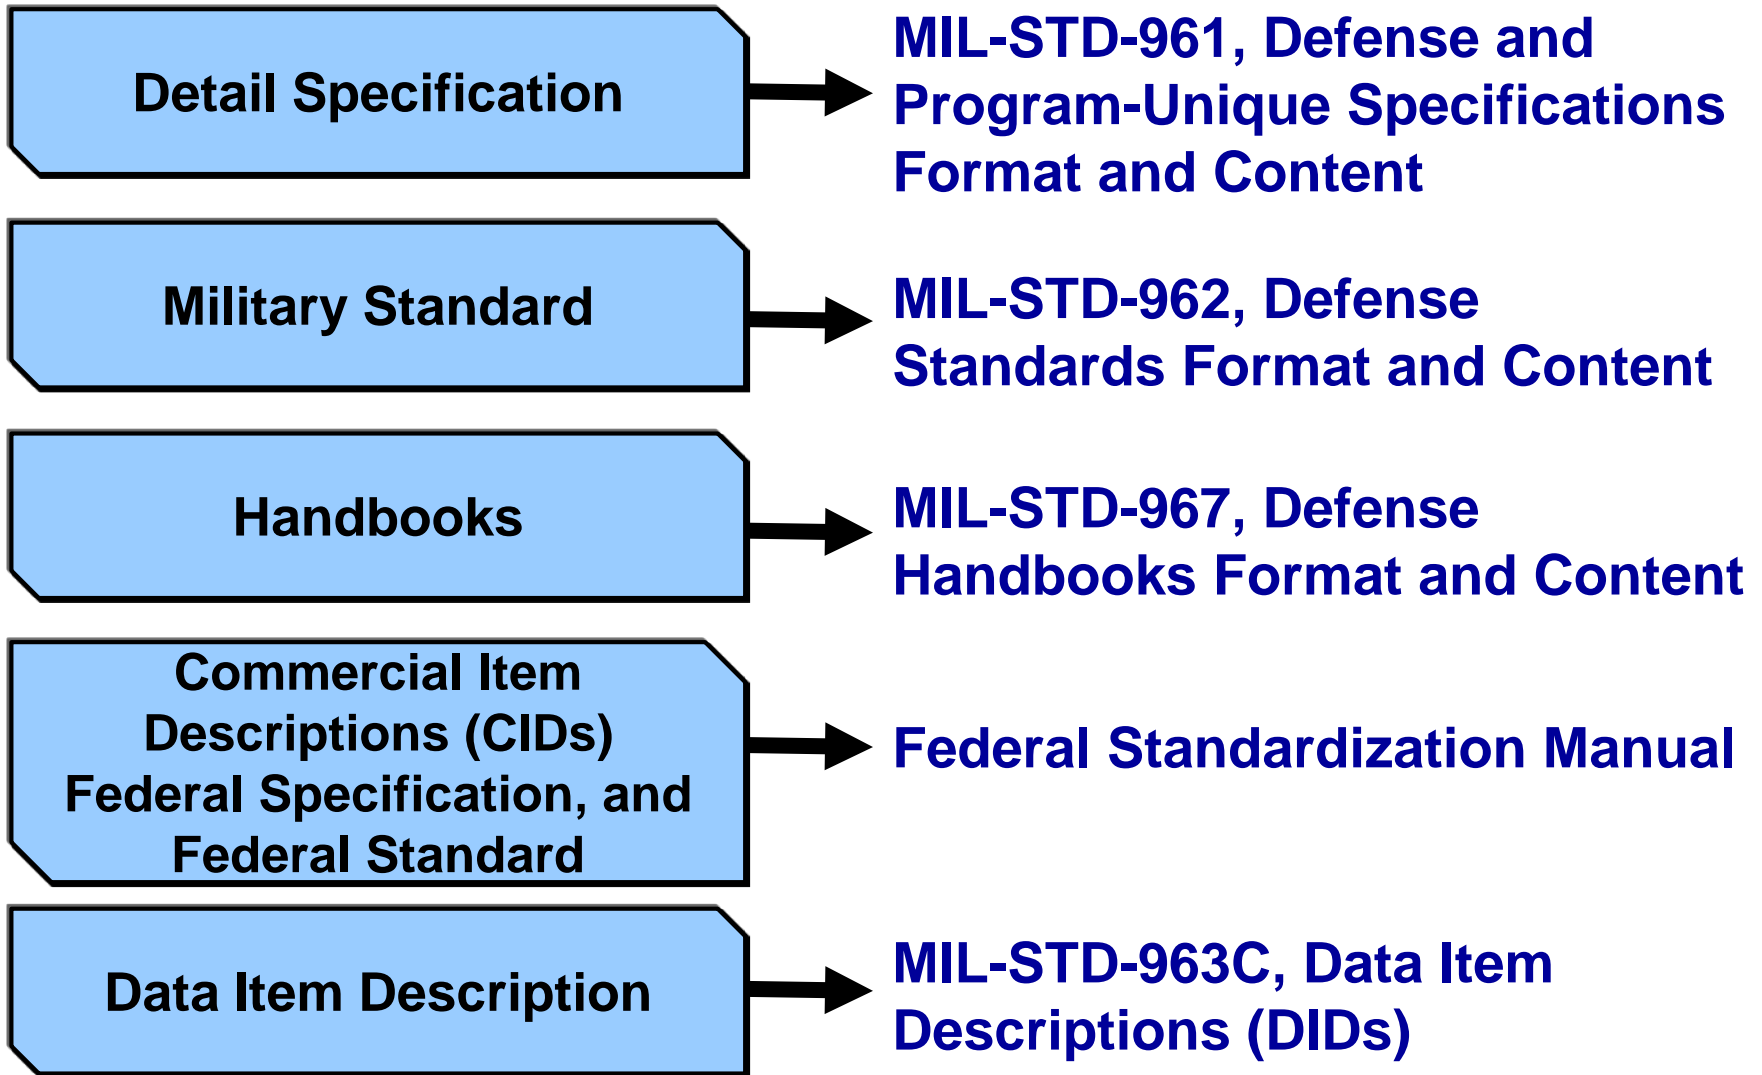 Detail Specification
MIL-STD-961, Defense and
Program-Unique Specifications
Format and Content
Military Standard
MIL-STD-962, Defense
Standards Format and Content
Handbooks
MIL-STD-967, Defense
Handbooks Format and Content
Commercial Item
Descriptions (CIDs)
Federal Specification, and
Federal Standard
Federal Standardization Manual
Data Item Description
MIL-STD-963C, Data Item
Descriptions (DIDs)